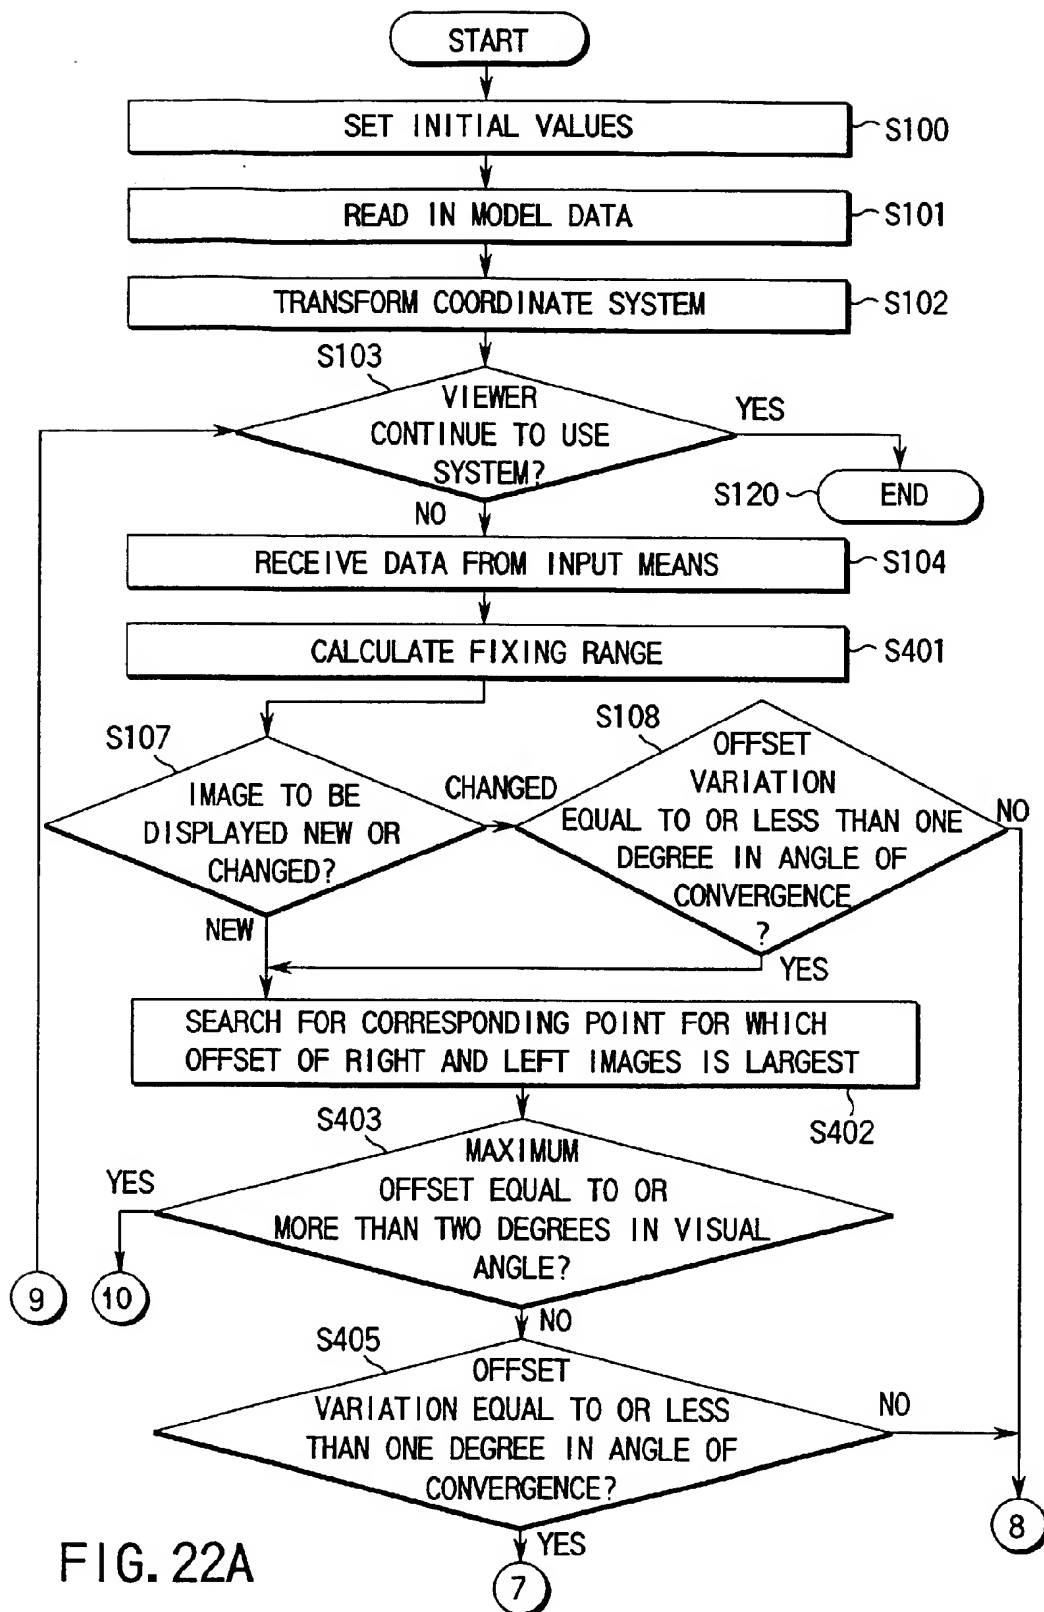 START
SET INITIAL VALUES
S100
READ IN MODEL DATA
S101
TRANSFORM COORDINATE SYSTEM
S102
S103
VIEWER
CONTINUE TO USE
SYSTEM?
YES
S120
END
NO
RECEIVE DATA FROM INPUT MEANS
S104
CALCULATE FIXING RANGE
S401
S107
IMAGE TO BE
DISPLAYED NEW OR
CHANGED?
CHANGED
S108
OFFSET
VARIATION
EQUAL TO OR LESS THAN ONE
DEGREE IN ANGLE OF
CONVERGENCE
?
NO
NEW
YES
SEARCH FOR CORRESPONDING POINT FOR WHICH
OFFSET OF RIGHT AND LEFT IMAGES IS LARGEST
S402
S403
MAXIMUM
OFFSET EQUAL TO OR
MORE THAN TWO DEGREES IN VISUAL
ANGLE?
YES
9
10
NO
S405
OFFSET
VARIATION EQUAL TO OR LESS
THAN ONE DEGREE IN ANGLE OF
CONVERGENCE?
NO
8
YES
7
FIG. 22A